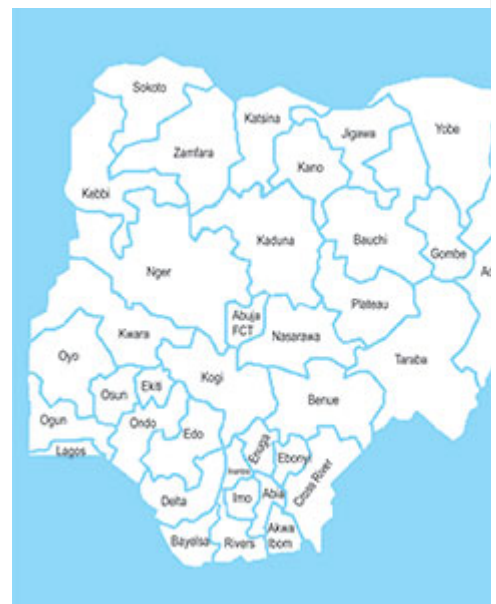 Sokoto
Katsina
Jigawa
Yobe
Zamfara
Kano
Kebbi
Kaduna
Bauchi
Gombe
Nger
Abuja
FCT
Plateau
Kwara
Nasarawa
Oyo
Taraba
Kogi
Ekiti
Osun
Benue
Ogun
Ondo
Edo
Lagos
Enugu
Ebonyi
Cross River
Delta
Imo
Abia
Bayelsa
Rivers
Akwa
Ibom